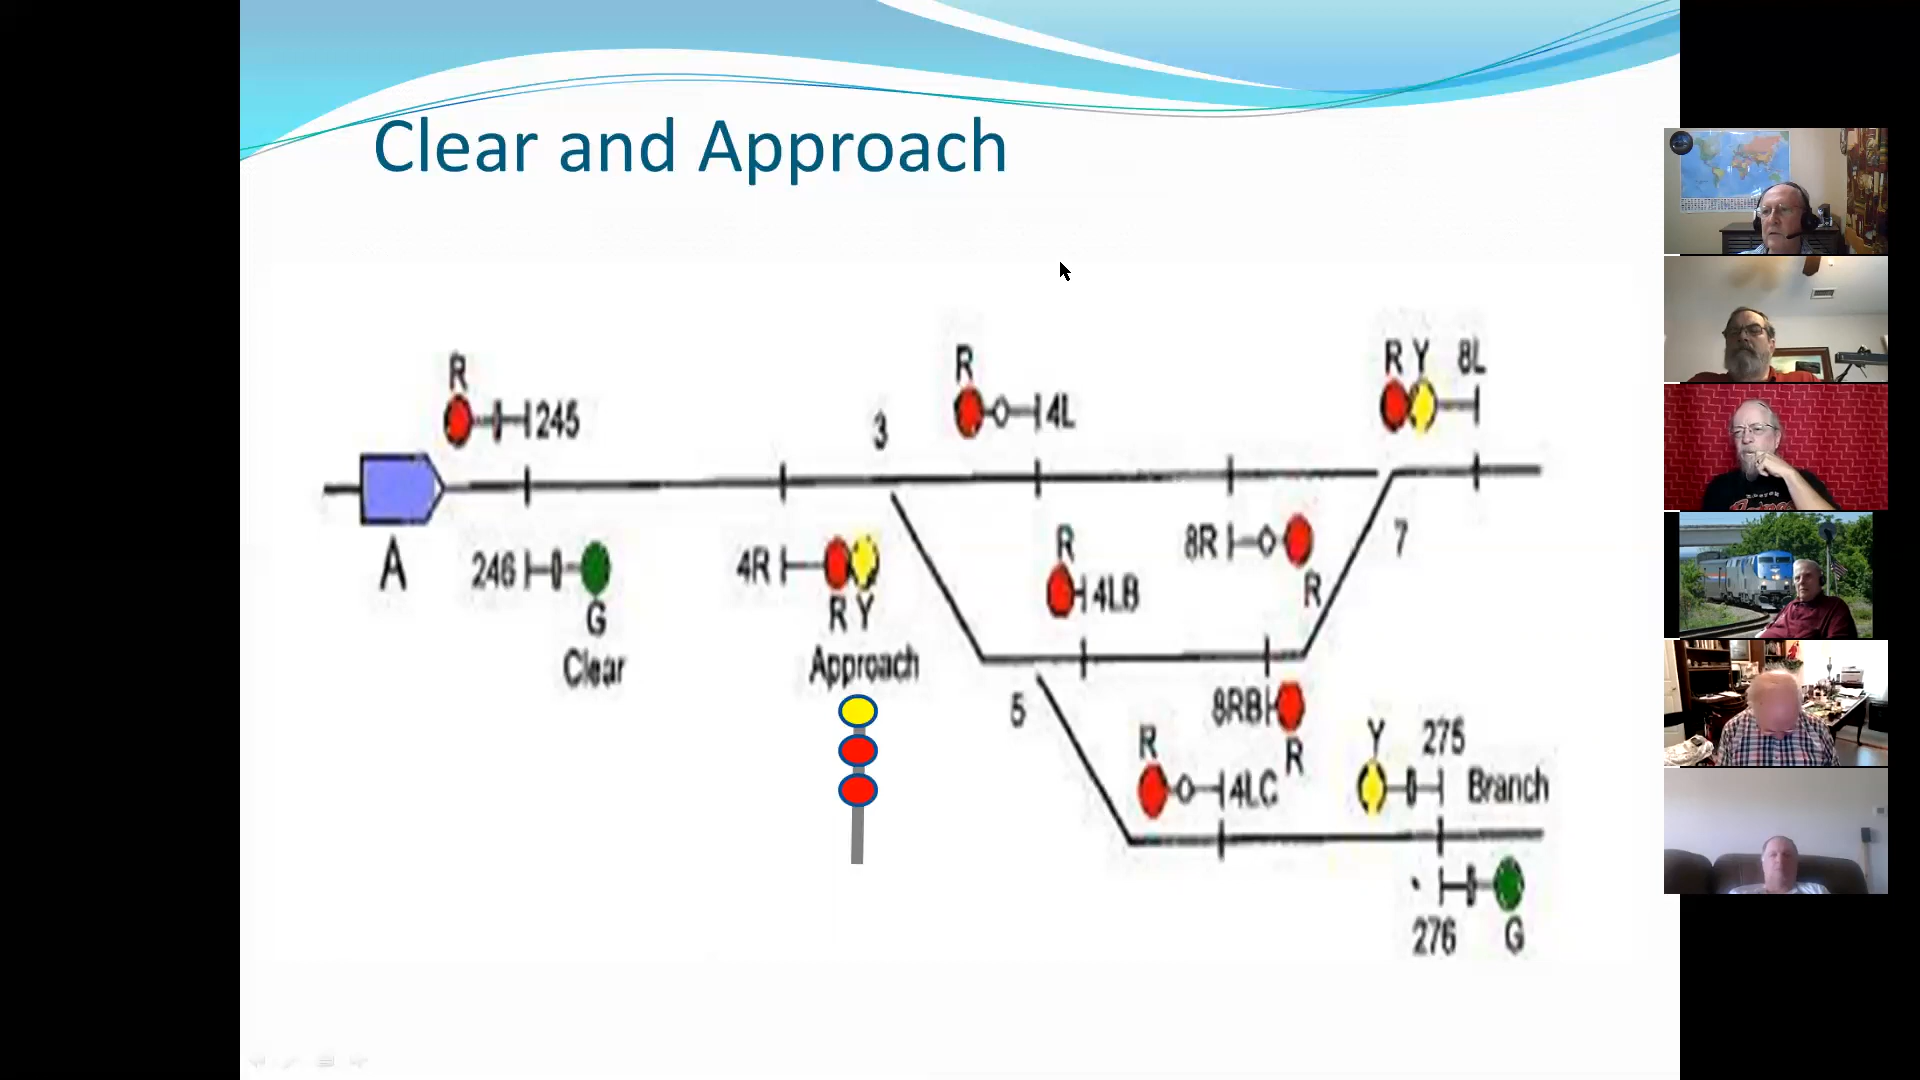 Clear and Approach
R
245
3
R
4L
R Y 8L
A
246
G
Clear
4R
R Y
Approach
R
4LB
8R
R
7
5
8RB
R
R
4LC
Y 275
Branch
276 G